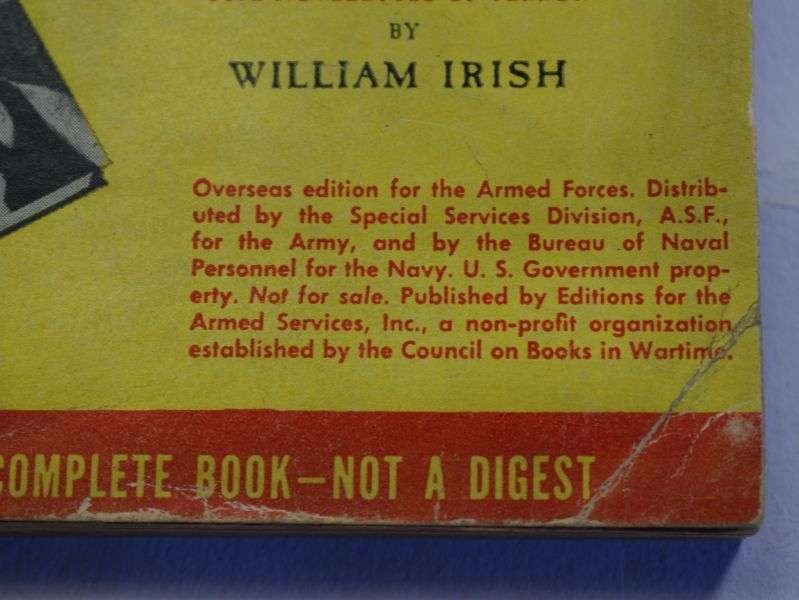 BY
WILLIAM IRISH
Overseas edition for the Armed Forces. Distrib-
uted by the Special Services Division, A.S.F.,
for the Army, and by the Bureau of Naval
Personnel for the Navy. U. S. Government prop-
erty. Not for sale. Published by Editions for the
Armed Services, Inc., a non-profit organization
established by the Council on Books in Wartime.
COMPLETE BOOK—NOT A DIGEST